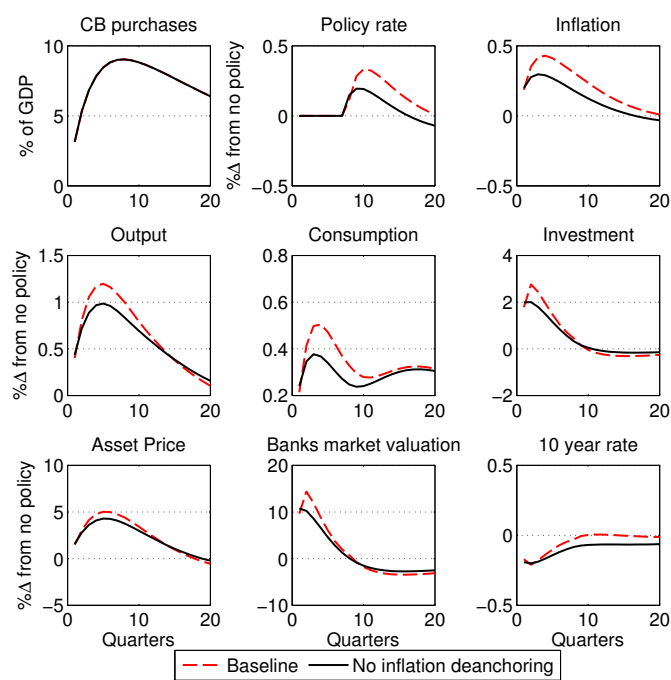 CB purchases
Policy rate
Inflation
% of GDP
10
5
0
0 10 20
%Δ from no policy
0.5
0
−0.5
0 10 20
0.5
0
−0.5
0 10 20
Output
Consumption
Investment
%Δ from no policy
1.5
1
0.5
0
0 10 20
0.8
0.6
0.4
0.2
0 10 20
4
2
0
−2
0 10 20
Asset Price
Banks market valuation
10 year rate
%Δ from no policy
10
5
0
−5
0 10 20
Quarters
20
10
0
−10
0 10 20
Quarters
0.5
0
−0.5
0 10 20
Quarters
Baseline
No inflation deanchoring